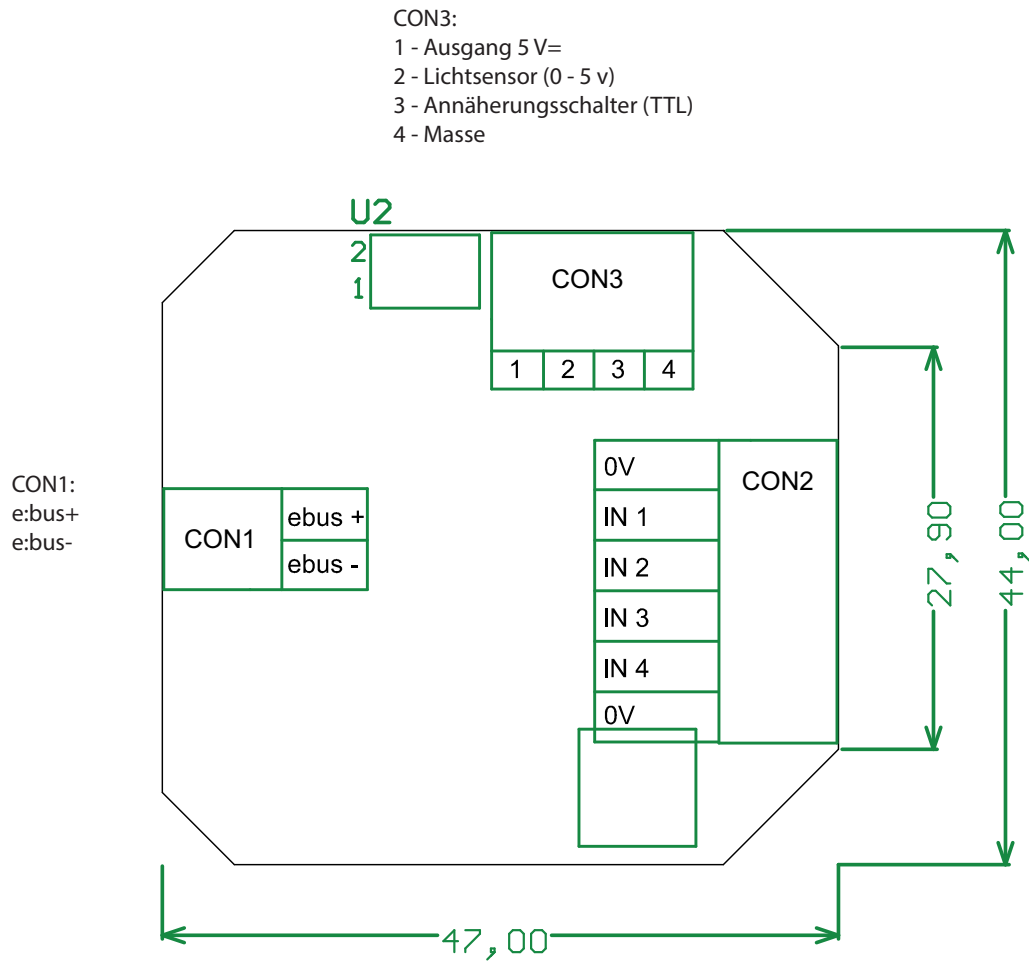 CON3:
1 - Ausgang 5 V=
2 - Lichtsensor (0 - 5 v)
3 - Annäherungsschalter (TTL)
4 - Masse
U2
2
1
CON3
1 2 3 4
CON1:
e:bus+
e:bus-
CON1
ebus +
ebus -
0V
IN 1
IN 2
IN 3
IN 4
0V
CON2
27,90
44,00
47,00